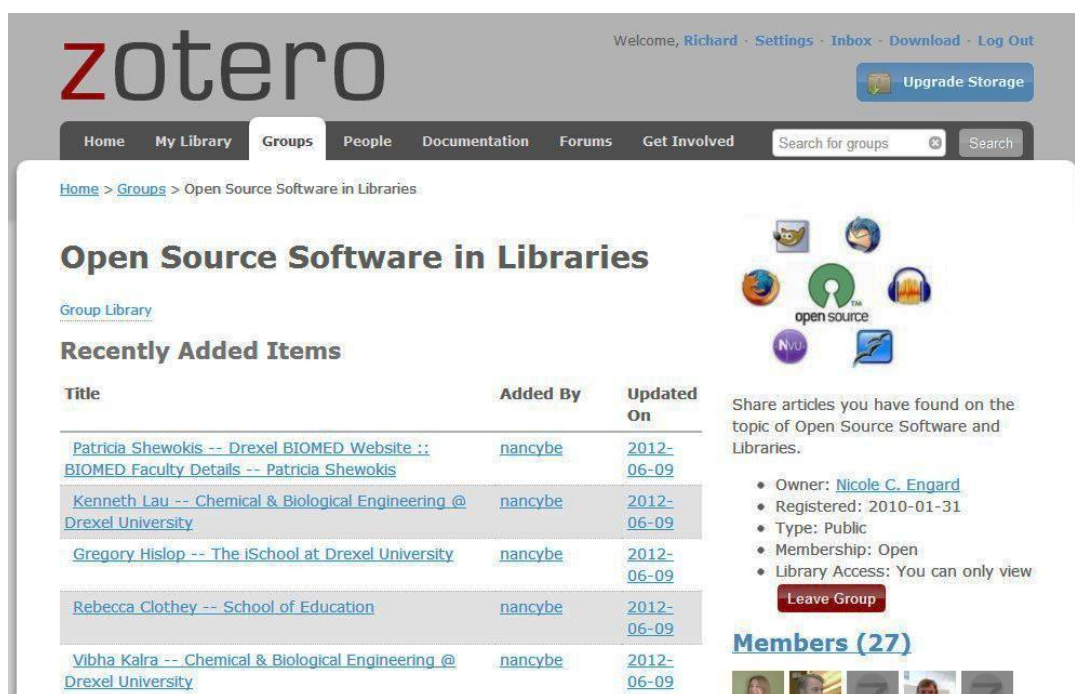 zotero
Welcome, Richard · Settings · Inbox · Download · Log Out
Upgrade Storage
Home My Library Groups People Documentation Forums Get Involved Search for groups Search
Home > Groups > Open Source Software in Libraries
Open Source Software in Libraries
Group Library
Recently Added Items
Title Added By Updated
On
Patricia Shewokis -- Drexel BIOMED Website :: nancybe 2012-
BIOMED Faculty Details -- Patricia Shewokis 06-09
Kenneth Lau -- Chemical & Biological Engineering @ nancybe 2012-
Drexel University 06-09
Gregory Hislop -- The iSchool at Drexel University nancybe 2012-
06-09
Rebecca Clothey -- School of Education nancybe 2012-
06-09
Vibha Kalra -- Chemical & Biological Engineering @ nancybe 2012-
Drexel University 06-09
TM
open source
NVU
Share articles you have found on the
topic of Open Source Software and
Libraries.
• Owner: Nicole C. Engard
• Registered: 2010-01-31
• Type: Public
• Membership: Open
• Library Access: You can only view
Leave Group
Members (27)